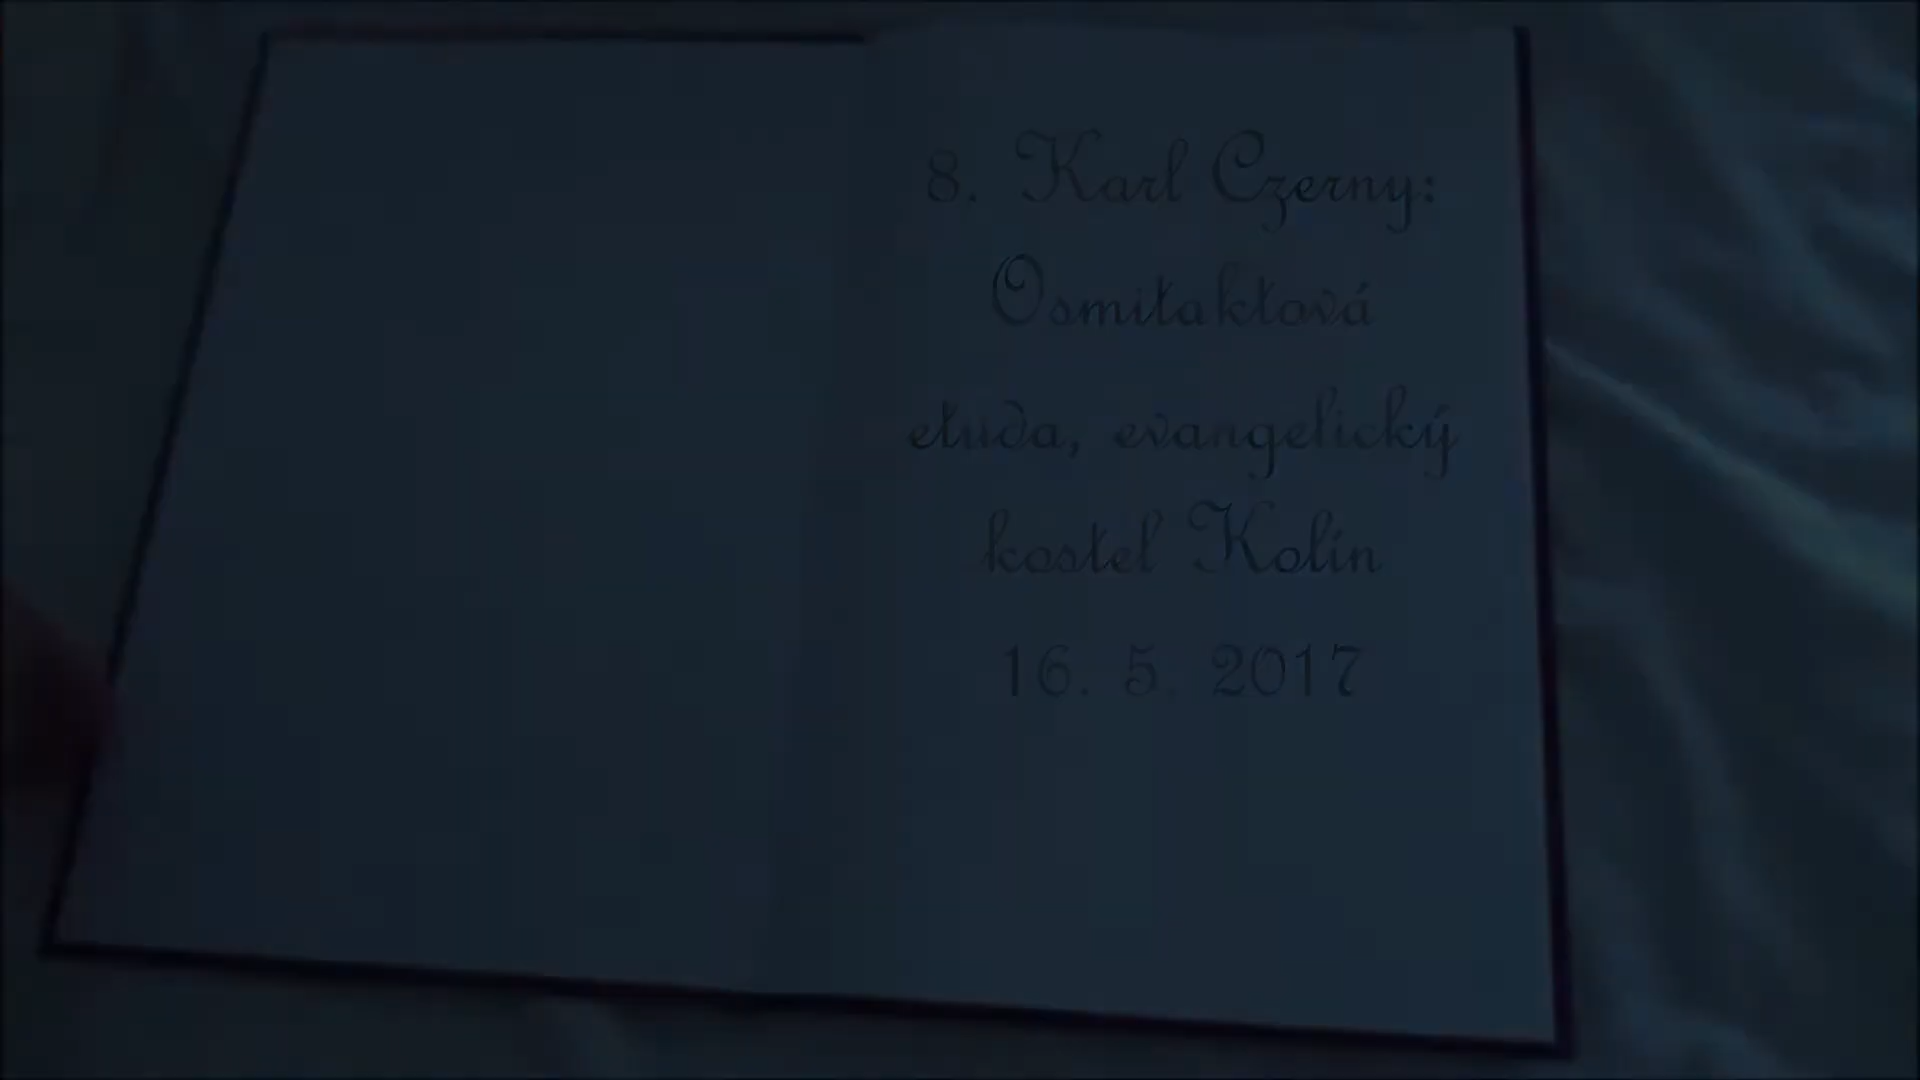 8. Karl Czerny:
Osmitaktová
etuda, evangelický
kostel Kolín
16. 5. 2017